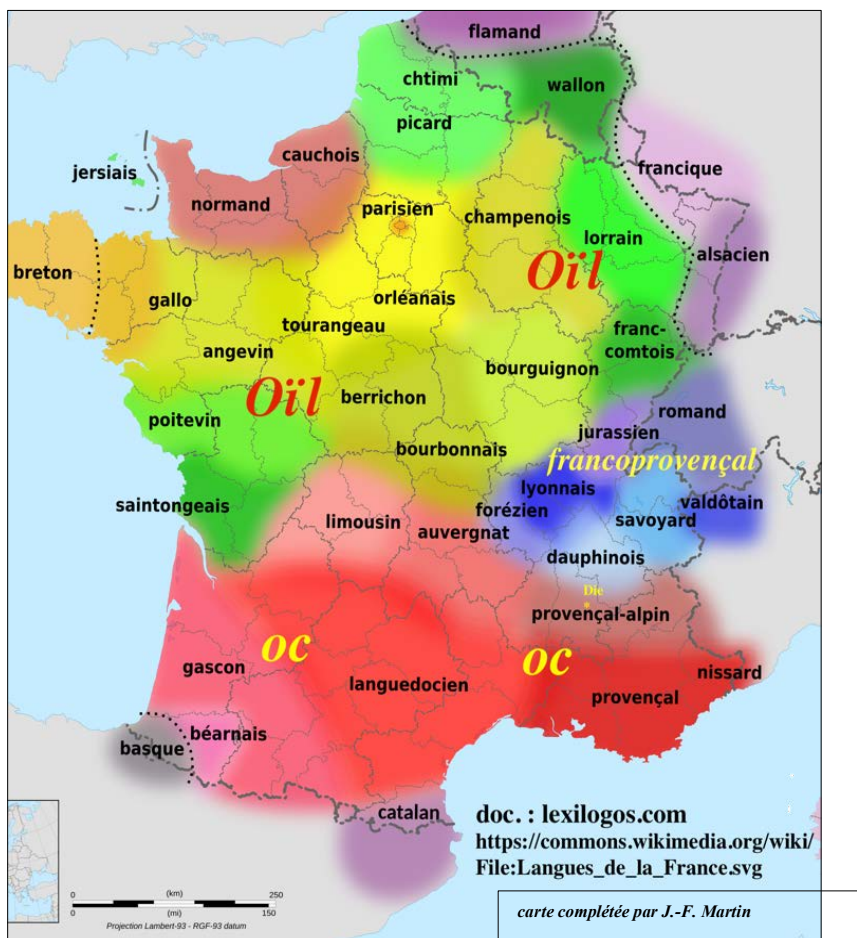 flamand
chtimi
wallon
picard
cauchois
francique
jersiais
normand
parisien
champenois
lorrain
alsacien
Oïl
breton
gallo
orléanais
tourangeau
franc-
comtois
angevin
bourguignon
Oïl
berrichon
poitevin
romand
jurassien
bourbonnais
francoprovençal
lyonnais
saintongeais
forézien
valdôtain
limousin
auvergnat
savoyard
dauphinois
Die
provençal-alpin
oc
oc
gascon
nissard
languedocien
provençal
béarnais
basque
catalan
doc. : lexilogos.com
https://commons.wikimedia.org/wiki/
File:Langues_de_la_France.svg
0 (km) 250
0 (mi) 150
Projection Lambert-93 - RGF-93 datum
carte complétée par J.-F. Martin